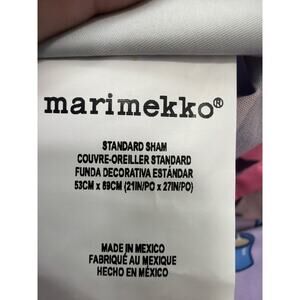 marimekko®
STANDARD SHAM
COUVRE-OREILLER STANDARD
FUNDA DECORATIVA ESTÁNDAR
53CM x 69CM (21IN/PO x 27IN/PO)
MADE IN MEXICO
FABRIQUÉ AU MEXIQUE
HECHO EN MÉXICO